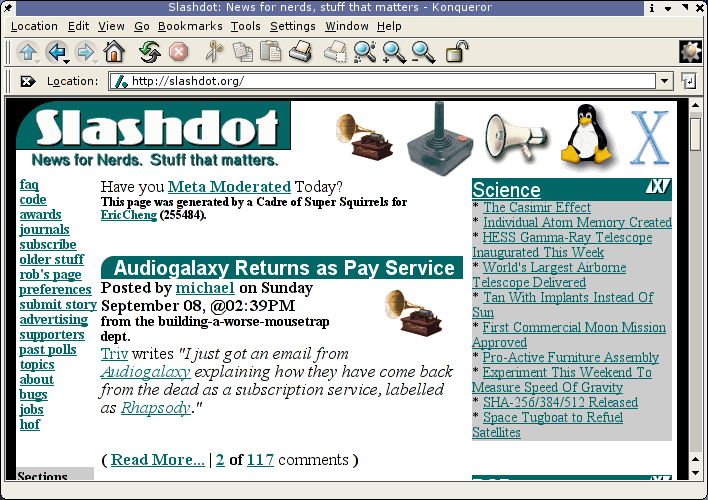 Slashdot: News for nerds, stuff that matters - Konqueror
Location Edit View Go Bookmarks Tools Settings Window Help
Location: http://slashdot.org/
Slashdot
News for Nerds. Stuff that matters.
X
faq
code
awards
journals
subscribe
older stuff
rob's page
preferences
submit story
advertising
supporters
past polls
topics
about
bugs
jobs
hof
Sections
Have you Meta Moderated Today?
This page was generated by a Cadre of Super Squirrels for
EricCheng (255484).
Audiogalaxy Returns as Pay Service
Posted by michael on Sunday
September 08, @02:39PM
from the building-a-worse-mousetrap
dept.
Triv writes "I just got an email from
Audiogalaxy explaining how they have come back
from the dead as a subscription service, labelled
as Rhapsody."
( Read More... | 2 of 117 comments )
Science
* The Casimir Effect
* Individual Atom Memory Created
* HESS Gamma-Ray Telescope
Inaugurated This Week
* World's Largest Airborne
Telescope Delivered
* Tan With Implants Instead Of
Sun
* First Commercial Moon Mission
Approved
* Pro-Active Furniture Assembly
* Experiment This Weekend To
Measure Speed Of Gravity
* SHA-256/384/512 Released
* Space Tugboat to Refuel
Satellites